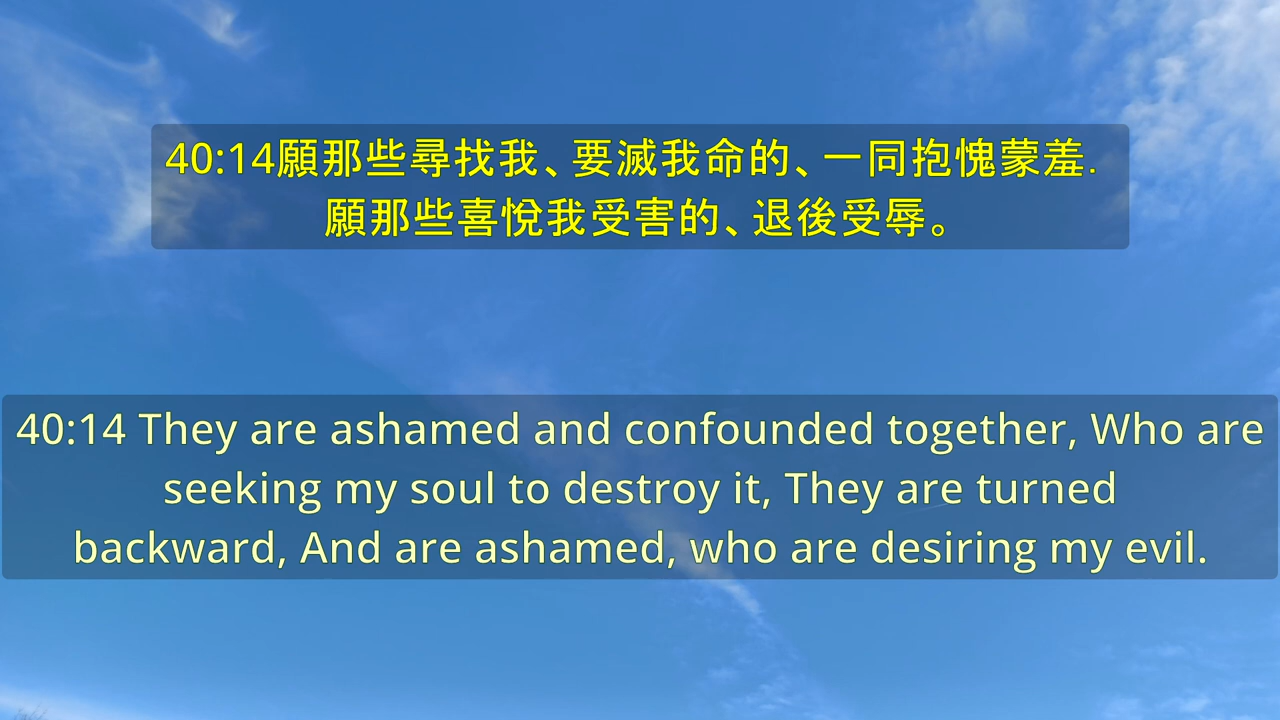 40:14願那些尋找我、要滅我命的、一同抱愧蒙羞.
願那些喜悅我受害的、退後受辱。
40:14 They are ashamed and confounded together, Who are
seeking my soul to destroy it, They are turned
backward, And are ashamed, who are desiring my evil.